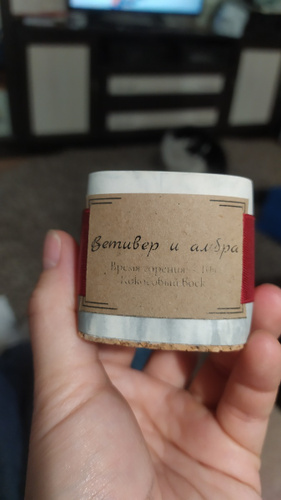 Ветивер и амбра
Время горения
Кокосовый Воск